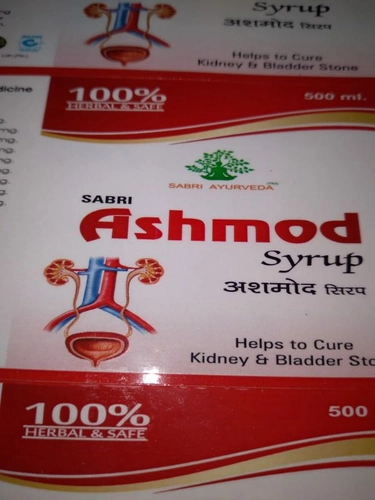 Syrup
अशमोद सिरप
Helps to Cure
Kidney & Bladder Stone
100%
HERBAL & SAFE
500 ml.
SABRI AYURVEDA
SABRI
Ashmod
Syrup
अशमोद सिरप
Helps to Cure
Kidney & Bladder Sto
100%
HERBAL & SAFE
500